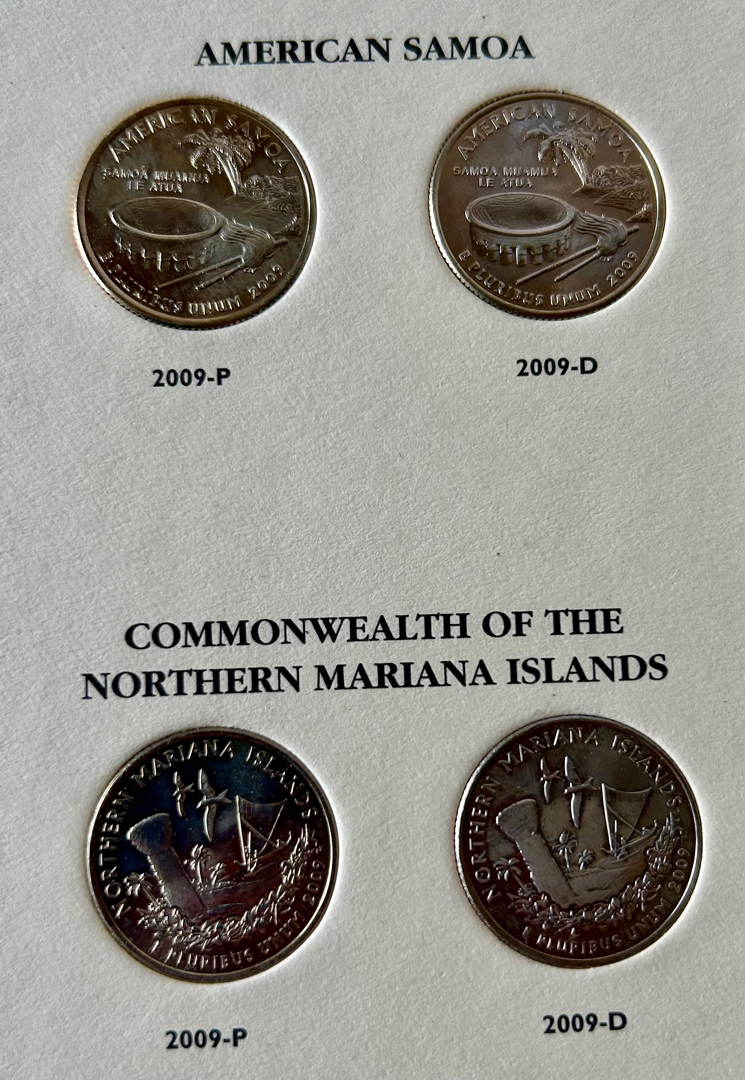 AMERICAN SAMOA
AMERICAN SAMOA
SAMOA MUAMUA
LE ATUA
E PLURIBUS UNUM 2009
AMERICAN SAMOA
SAMOA MUAMUA
LE ATUA
E PLURIBUS UNUM 2009
2009-P
2009-D
COMMONWEALTH OF THE
NORTHERN MARIANA ISLANDS
NORTHERN MARIANA ISLANDS
E PLURIBUS UNUM 2009
NORTHERN MARIANA ISLANDS
E PLURIBUS UNUM 2009
2009-P
2009-D